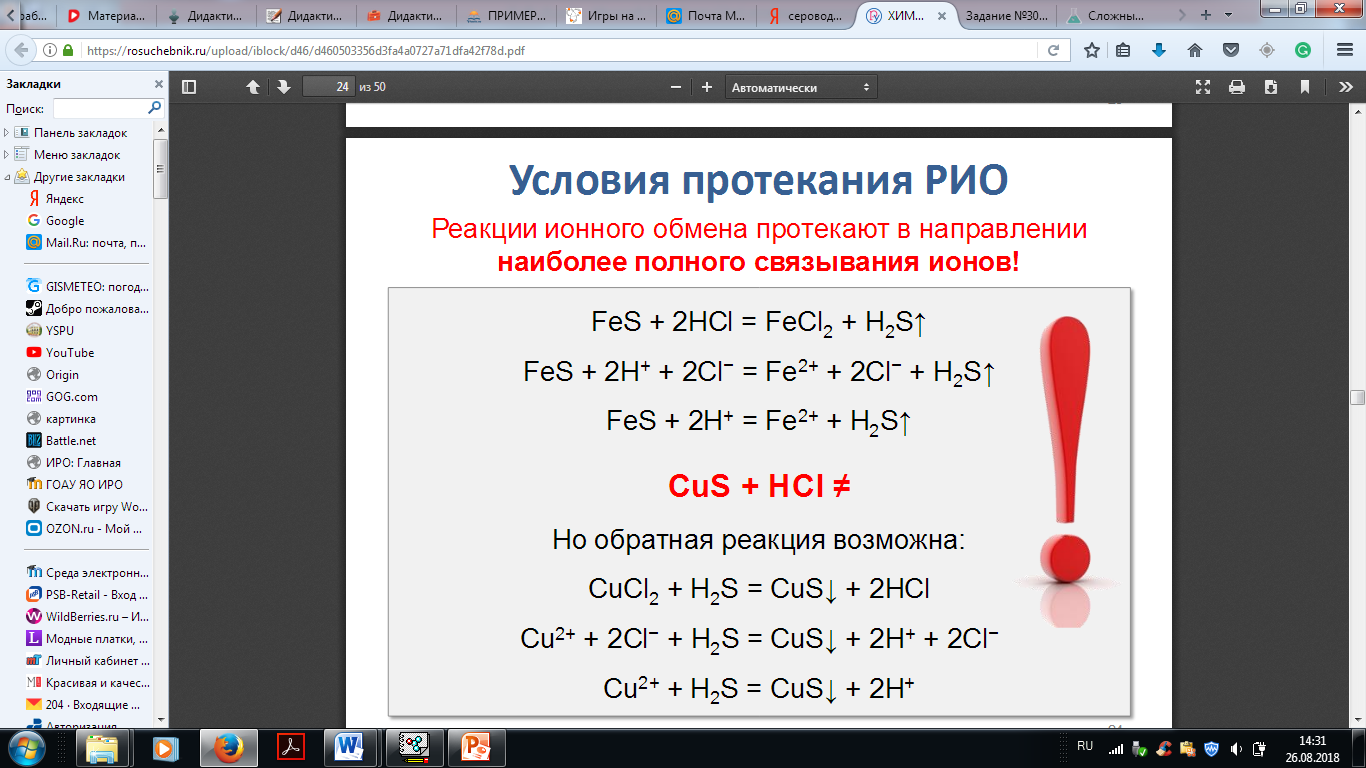 раб...
Материа...
Дидакти...
Дидакти...
Дидакти...
ПРИМЕР...
Игры на ...
Почта M...
серовод...
ХИМ...
Задание №30...
Сложны...
https://rosuchebnik.ru/upload/iblock/d46/d460503356d3fa4a0727a71dfa42f78d.pdf
Закладки
24 из 50
Автоматически
Поиск:
Панель закладок
Меню закладок
Другие закладки
Яндекс
Google
Mail.Ru: почта, п...
GISMETEO: погод...
Добро пожалова...
YSPU
YouTube
Origin
GOG.com
картинка
Battle.net
ИРО: Главная
ГОАУ ЯО ИРО
Скачать игру Wo...
OZON.ru - Мой ...
Среда электронн...
PSB-Retail - Вход ...
WildBerries.ru – И...
Модные платки, ...
Личный кабинет ...
Красивая и качес...
204 · Входящие ...
Авторизация
Условия протекания РИО
Реакции ионного обмена протекают в направлении
наиболее полного связывания ионов!
FeS + 2HCl = FeCl₂ + H₂S↑
FeS + 2H⁺ + 2Cl⁻ = Fe²⁺ + 2Cl⁻ + H₂S↑
FeS + 2H⁺ = Fe²⁺ + H₂S↑
CuS + HCl ≠
Но обратная реакция возможна:
CuCl₂ + H₂S = CuS↓ + 2HCl
Cu²⁺ + 2Cl⁻ + H₂S = CuS↓ + 2H⁺ + 2Cl⁻
Cu²⁺ + H₂S = CuS↓ + 2H⁺
RU
14:31
26.08.2018